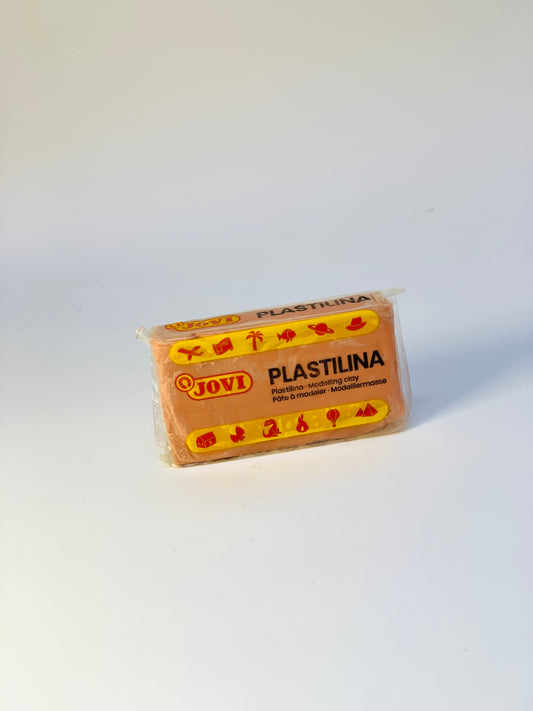 JOVI PLASTILINA
JOVI
PLASTILINA
Plastilina · Modelling clay
Pâte à modeler · Modelliermasse